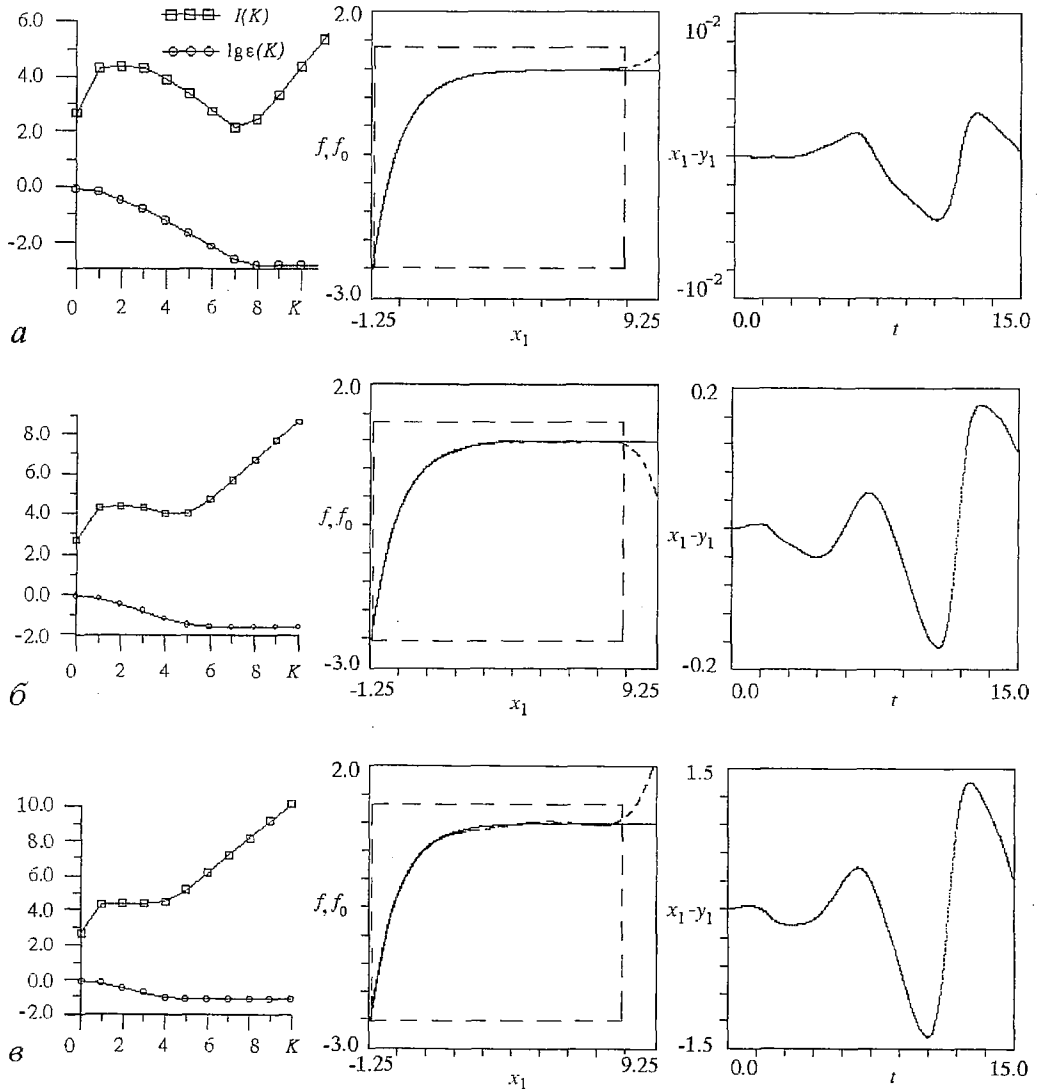 I(K)
lgε(K)
6.0
4.0
2.0
0.0
-2.0
0 2 4 6 8 K
2.0
f, f₀
-3.0
-1.25 9.25
x₁
10⁻²
x₁-y₁
-10⁻²
0.0 15.0
t
а
8.0
6.0
4.0
2.0
0.0
-2.0
0 2 4 6 8 K
2.0
f, f₀
-3.0
-1.25 9.25
x₁
0.2
x₁-y₁
-0.2
0.0 15.0
t
б
10.0
8.0
6.0
4.0
2.0
0.0
-2.0
0 2 4 6 8 K
2.0
f, f₀
-3.0
-1.25 9.25
x₁
1.5
x₁-y₁
-1.5
0.0 15.0
t
в